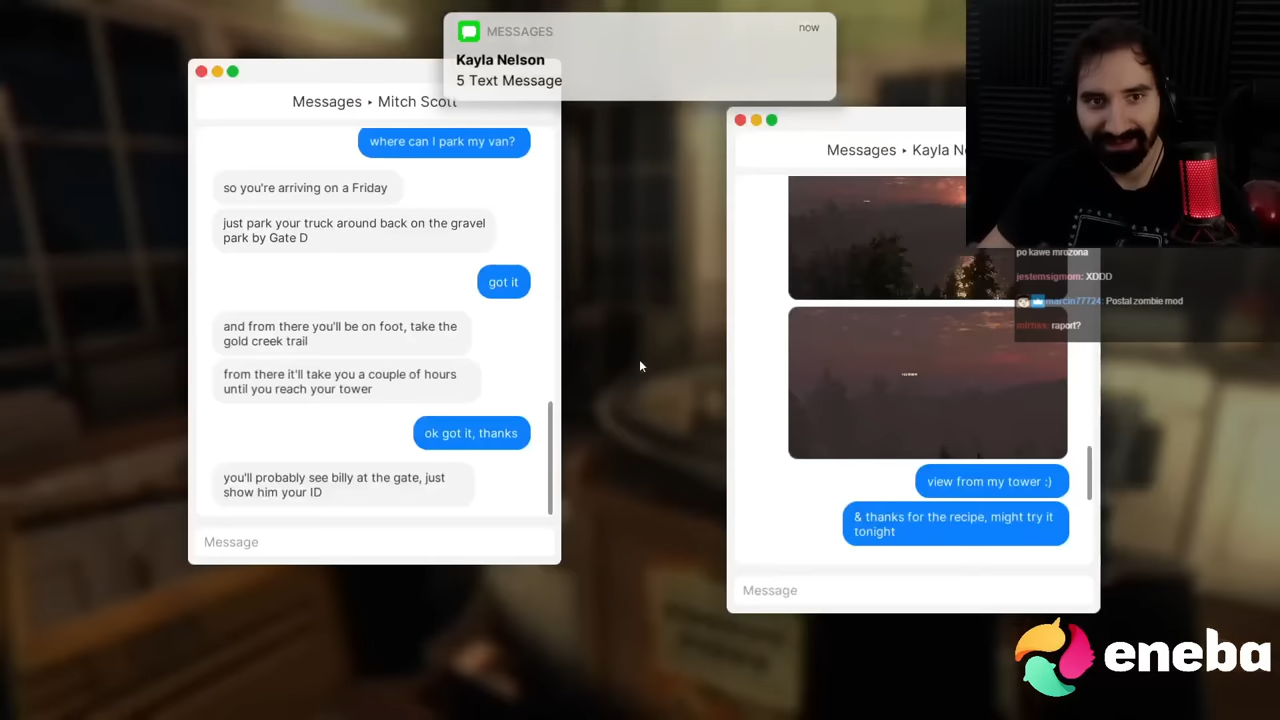 MESSAGES
now
Kayla Nelson
5 Text Message
Messages ▸ Mitch Scott
where can I park my van?
so you're arriving on a Friday
just park your truck around back on the gravel
park by Gate D
got it
and from there you'll be on foot, take the
gold creek trail
from there it'll take you a couple of hours
until you reach your tower
ok got it, thanks
you'll probably see billy at the gate, just
show him your ID
Message
Messages ▸ Kayla Ne
view from my tower :)
& thanks for the recipe, might try it
tonight
Message
po kawe mrozona
jestemsigmom: XDDD
marcin77724: Postal zombie mod
raport?
eneba